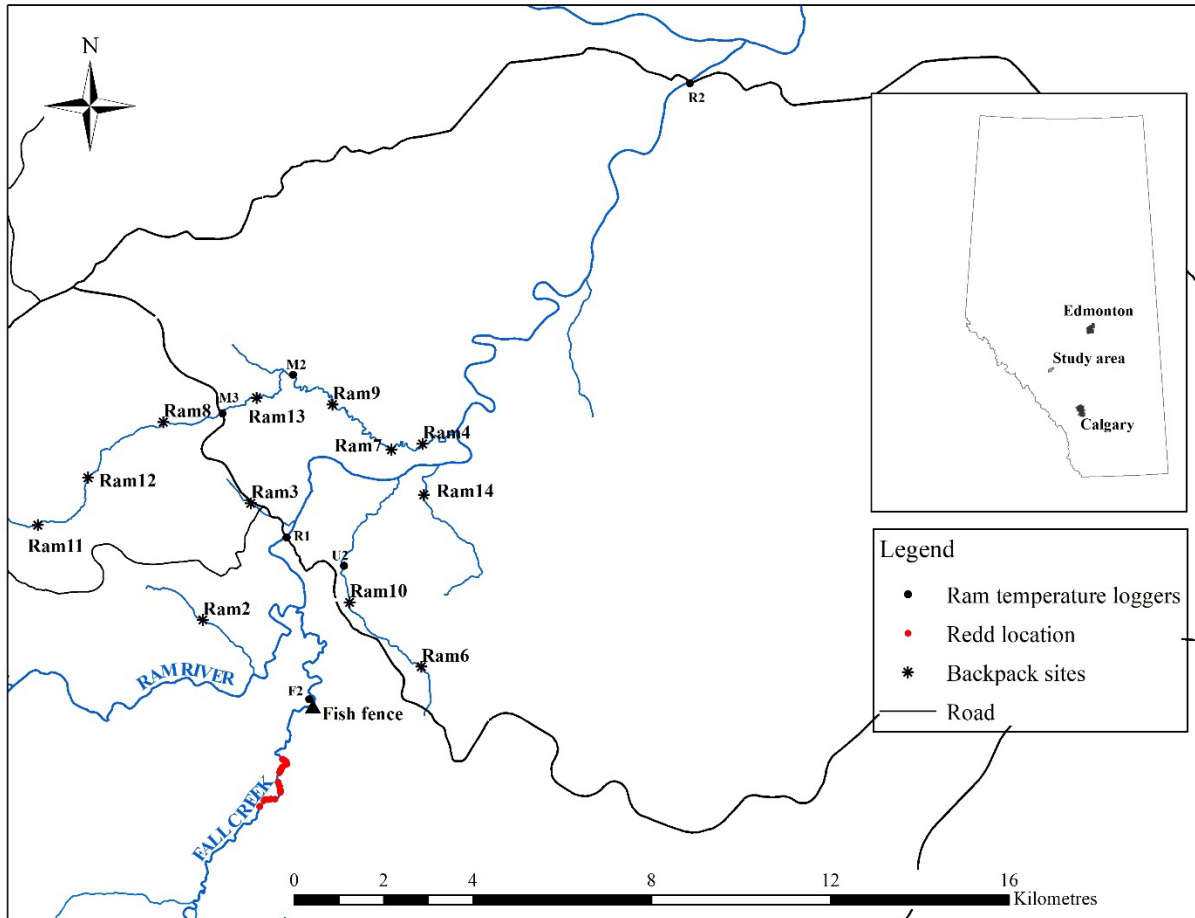 N
R2
Edmonton
Study area
Calgary
M2
Ram9
M3
Ram8
Ram13
Ram7
Ram4
Ram12
Ram3
Ram14
Ram11
R1
U2
Ram10
Ram2
Ram6
RAM RIVER
F2
Fish fence
FALL CREEK
Legend
Ram temperature loggers
Redd location
Backpack sites
Road
0 4 8 12 16
Kilometres